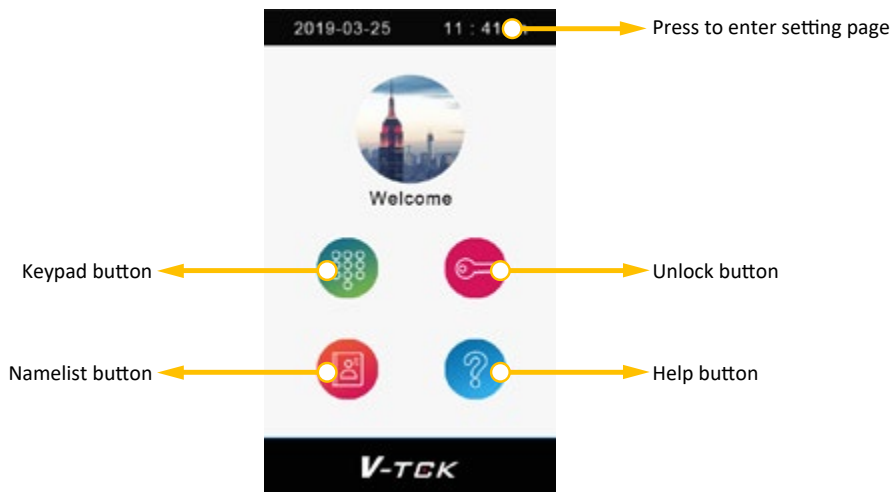 2019-03-25 11 : 41
Press to enter setting page
Welcome
Keypad button
Unlock button
Namelist button
Help button
V-TEK